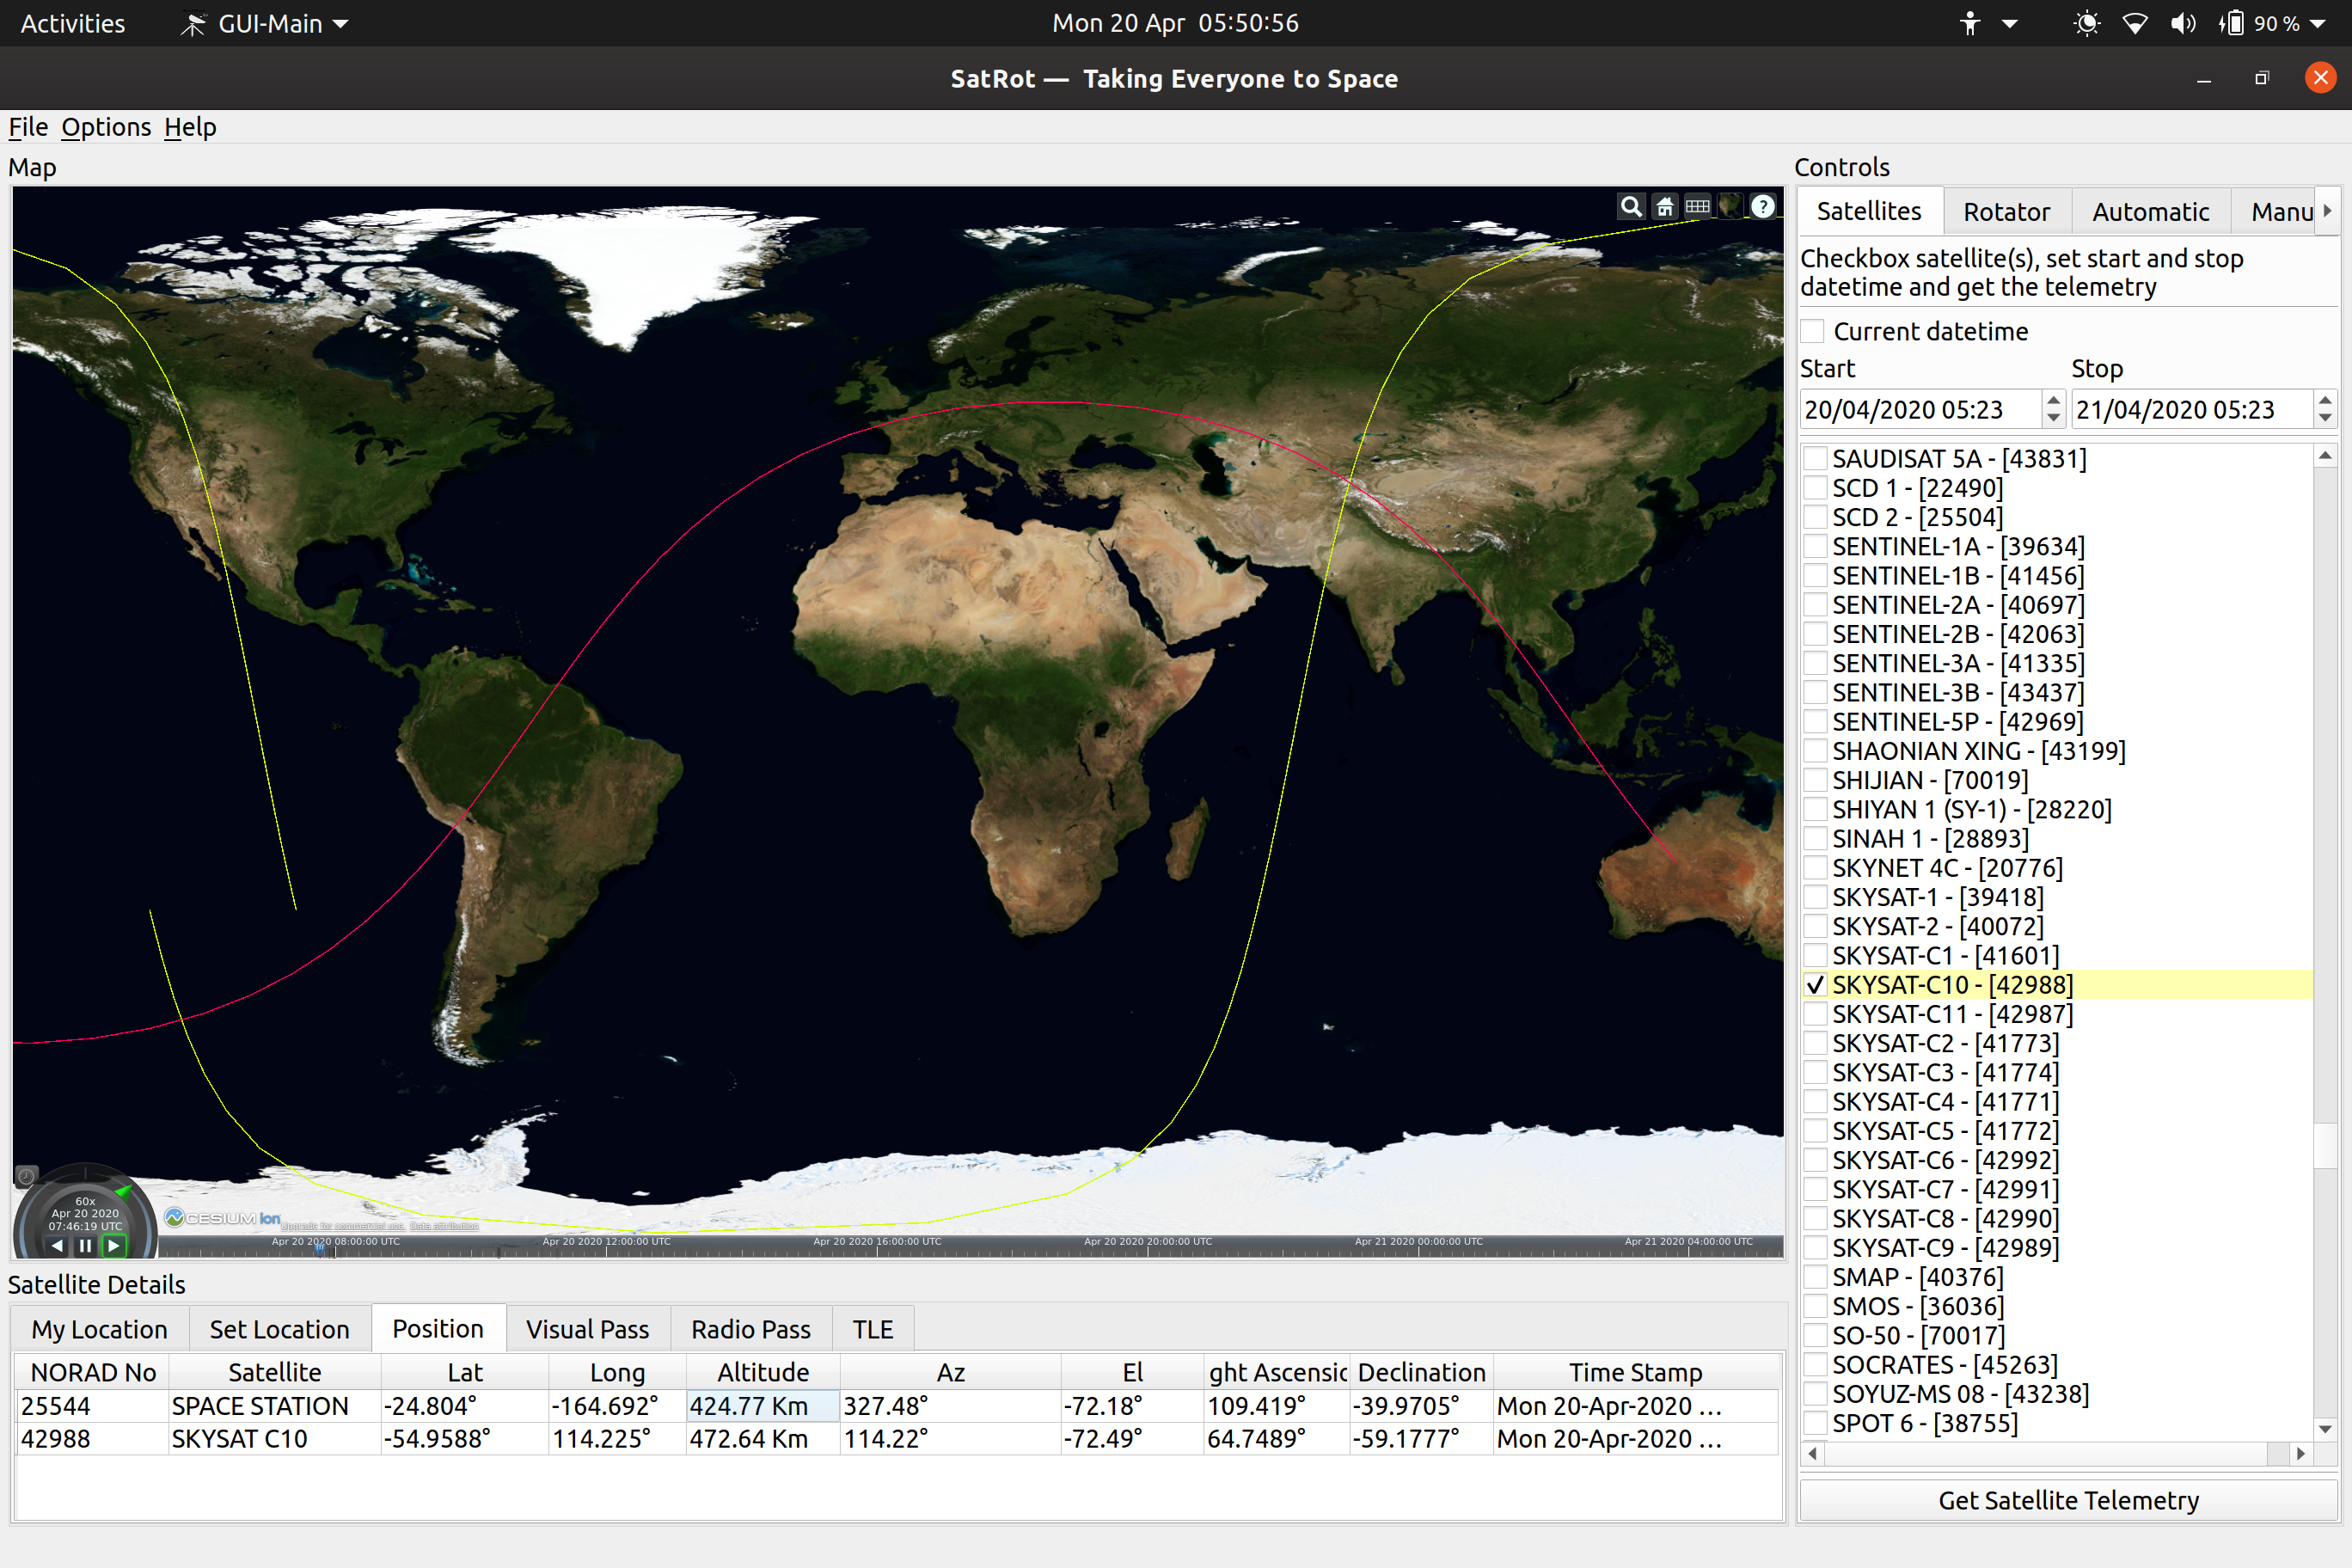 Activities GUI-Main Mon 20 Apr 05:50:56 90 %
SatRot — Taking Everyone to Space
File Options Help
Map
60x
Apr 20 2020
07:46:19 UTC
CESIUM ion Upgrade for commercial use. Data attribution
Apr 20 2020 08:00:00 UTC Apr 20 2020 12:00:00 UTC Apr 20 2020 16:00:00 UTC Apr 20 2020 20:00:00 UTC Apr 21 2020 00:00:00 UTC Apr 21 2020 04:00:00 UTC
Satellite Details
My Location Set Location Position Visual Pass Radio Pass TLE
NORAD No Satellite Lat Long Altitude Az El ght Ascensic Declination Time Stamp
25544 SPACE STATION -24.804° -164.692° 424.77 Km 327.48° -72.18° 109.419° -39.9705° Mon 20-Apr-2020 ...
42988 SKYSAT C10 -54.9588° 114.225° 472.64 Km 114.22° -72.49° 64.7489° -59.1777° Mon 20-Apr-2020 ...
Controls
Satellites Rotator Automatic Manu
Checkbox satellite(s), set start and stop
datetime and get the telemetry
Current datetime
Start Stop
20/04/2020 05:23 21/04/2020 05:23
SAUDISAT 5A - [43831]
SCD 1 - [22490]
SCD 2 - [25504]
SENTINEL-1A - [39634]
SENTINEL-1B - [41456]
SENTINEL-2A - [40697]
SENTINEL-2B - [42063]
SENTINEL-3A - [41335]
SENTINEL-3B - [43437]
SENTINEL-5P - [42969]
SHAONIAN XING - [43199]
SHIJIAN - [70019]
SHIYAN 1 (SY-1) - [28220]
SINAH 1 - [28893]
SKYNET 4C - [20776]
SKYSAT-1 - [39418]
SKYSAT-2 - [40072]
SKYSAT-C1 - [41601]
SKYSAT-C10 - [42988]
SKYSAT-C11 - [42987]
SKYSAT-C2 - [41773]
SKYSAT-C3 - [41774]
SKYSAT-C4 - [41771]
SKYSAT-C5 - [41772]
SKYSAT-C6 - [42992]
SKYSAT-C7 - [42991]
SKYSAT-C8 - [42990]
SKYSAT-C9 - [42989]
SMAP - [40376]
SMOS - [36036]
SO-50 - [70017]
SOCRATES - [45263]
SOYUZ-MS 08 - [43238]
SPOT 6 - [38755]
Get Satellite Telemetry